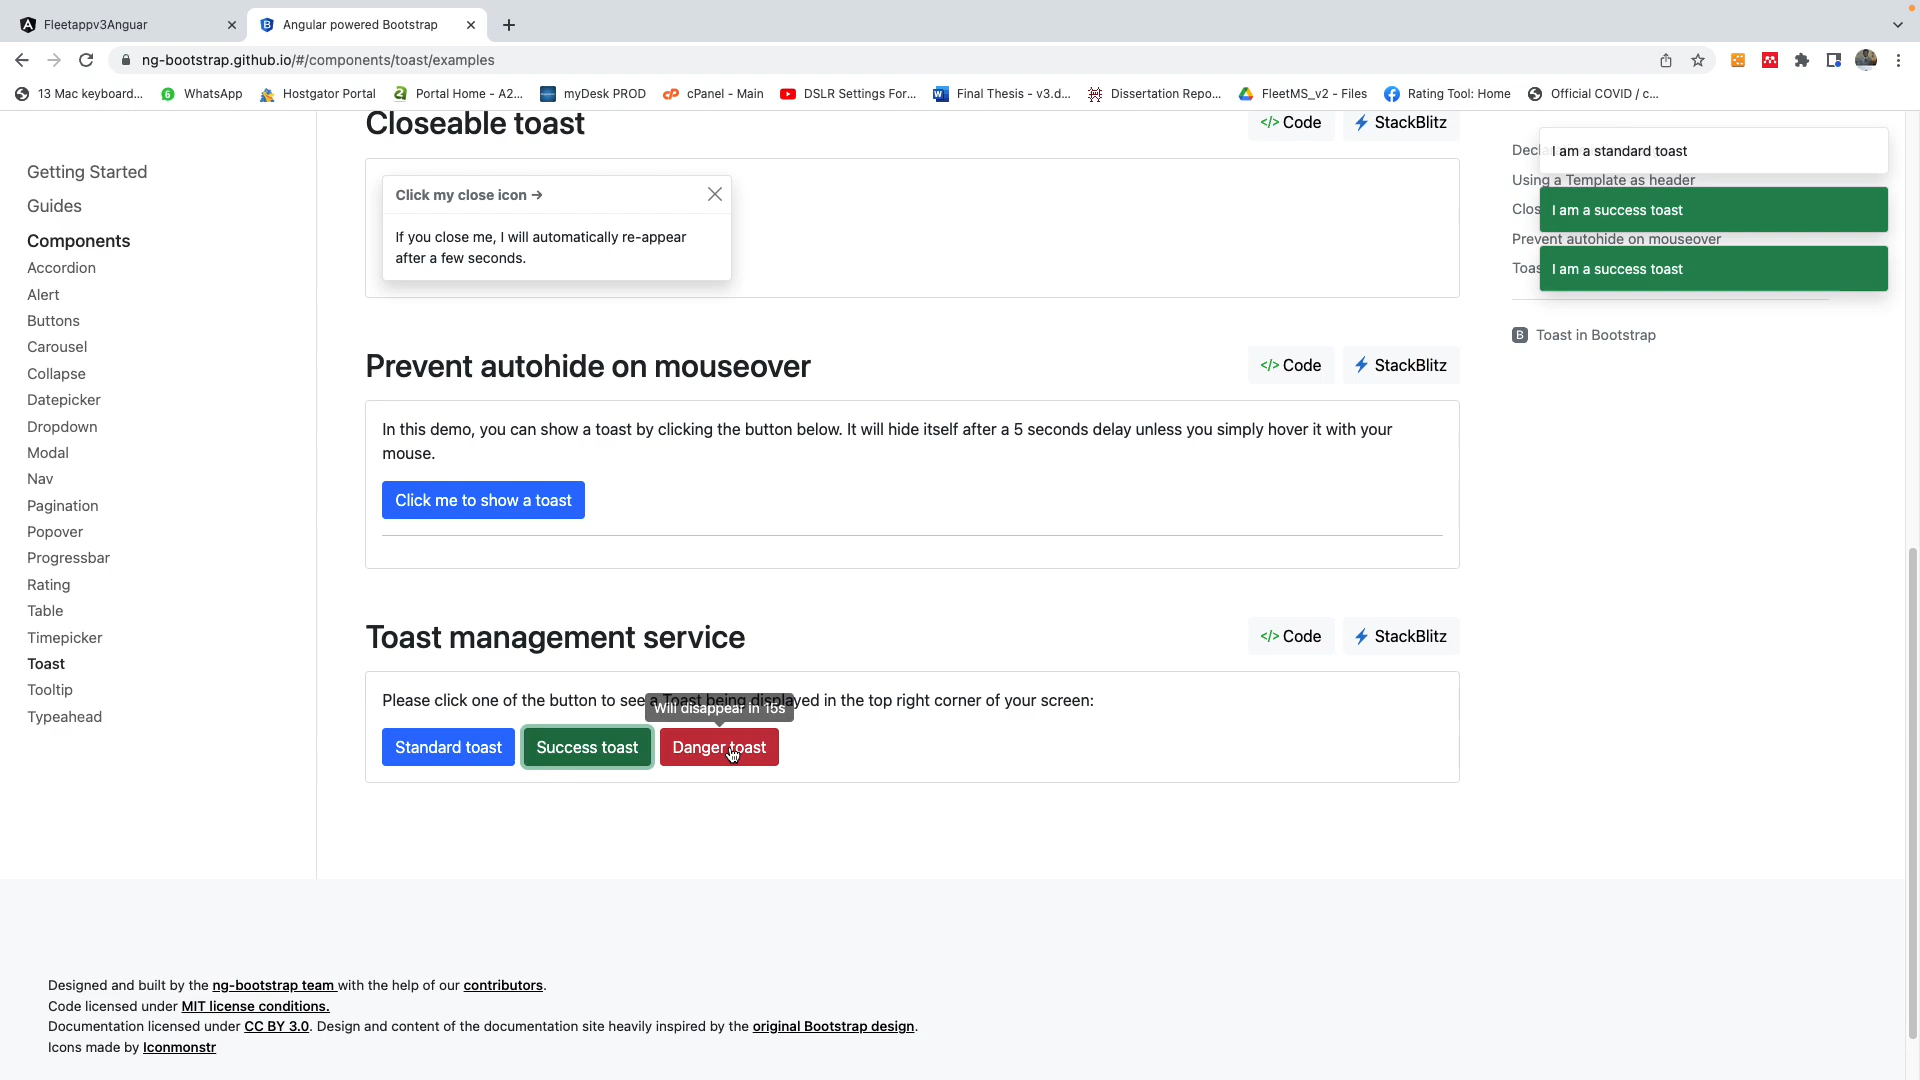 Fleetappv3Anguar
Angular powered Bootstrap
ng-bootstrap.github.io/#/components/toast/examples
13 Mac keyboard...
WhatsApp
Hostgator Portal
Portal Home - A2...
myDesk PROD
cPanel - Main
DSLR Settings For...
Final Thesis - v3.d...
Dissertation Repo...
FleetMS_v2 - Files
Rating Tool: Home
Official COVID / c...
Getting Started
Guides
Components
Accordion
Alert
Buttons
Carousel
Collapse
Datepicker
Dropdown
Modal
Nav
Pagination
Popover
Progressbar
Rating
Table
Timepicker
Toast
Tooltip
Typeahead
Closeable toast
</> Code
StackBlitz
Click my close icon →
If you close me, I will automatically re-appear
after a few seconds.
Prevent autohide on mouseover
</> Code
StackBlitz
In this demo, you can show a toast by clicking the button below. It will hide itself after a 5 seconds delay unless you simply hover it with your
mouse.
Click me to show a toast
Toast management service
</> Code
StackBlitz
Please click one of the button to see a Toast being displayed in the top right corner of your screen:
Will disappear in 15s
Standard toast
Success toast
Danger toast
I am a standard toast
Using a Template as header
I am a success toast
Prevent autohide on mouseover
I am a success toast
B Toast in Bootstrap
Designed and built by the ng-bootstrap team with the help of our contributors.
Code licensed under MIT license conditions.
Documentation licensed under CC BY 3.0. Design and content of the documentation site heavily inspired by the original Bootstrap design.
Icons made by Iconmonstr